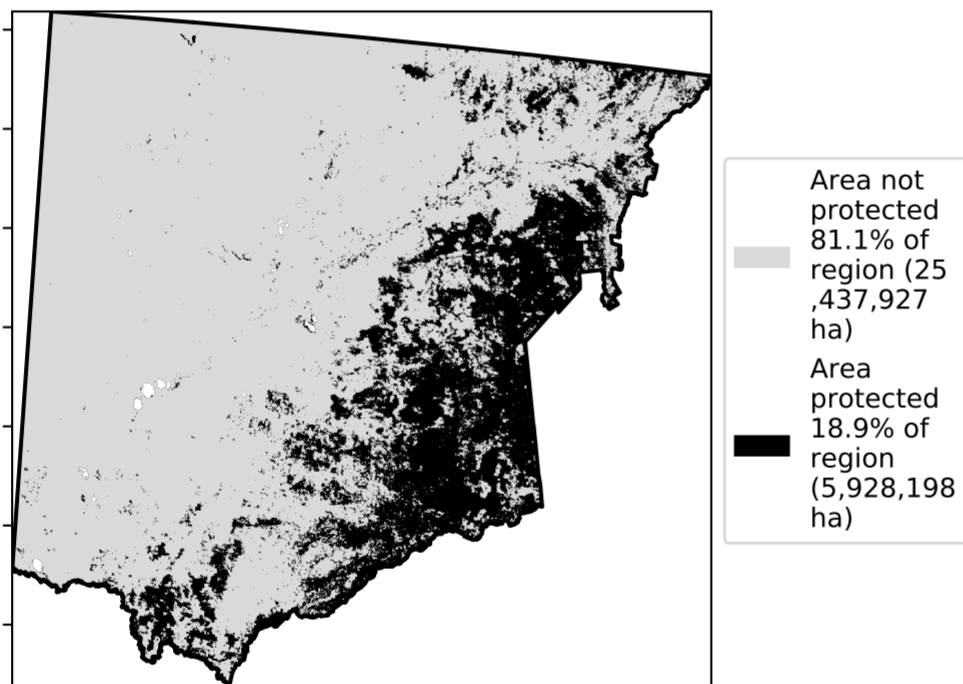 Area not
protected
81.1% of
region (25
,437,927
ha)
Area
protected
18.9% of
region
(5,928,198
ha)